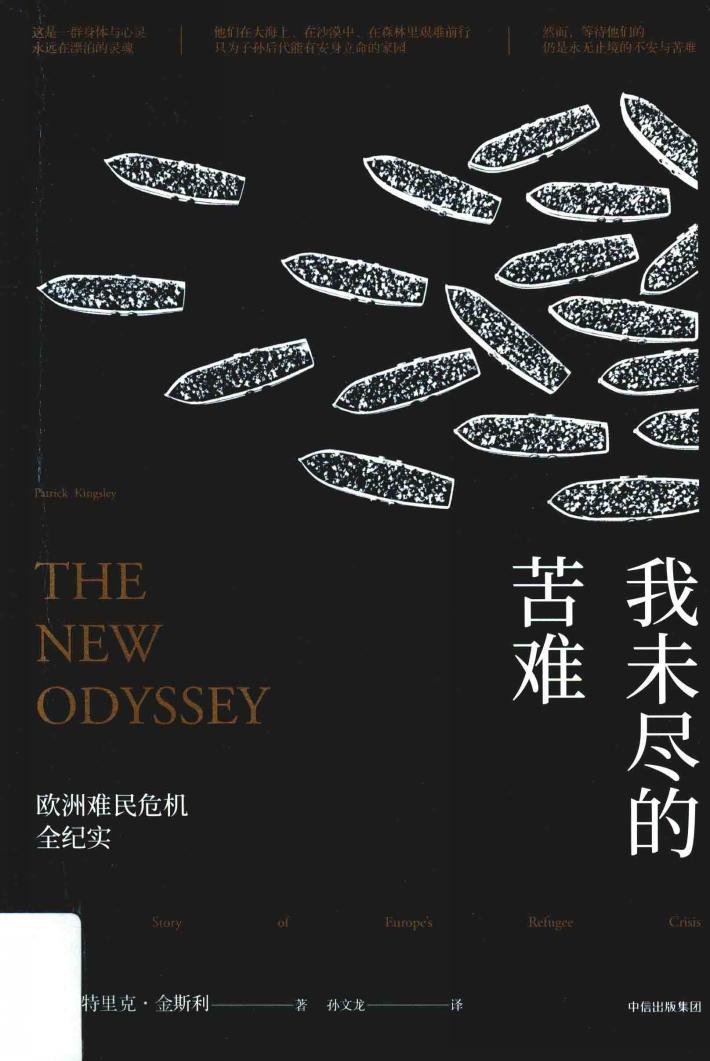 这是一群身体与心灵
永远在漂泊的灵魂
他们在大海上、在沙漠中、在森林里艰难前行
只为子孙后代能有安身立命的家园
然而，等待他们的
仍是永无止境的不安与苦难
Patrick Kingsley
THE
NEW
ODYSSEY
我未尽的
苦难
欧洲难民危机
全纪实
Story of Europe's Refugee Crisis
特里克·金斯利——著 孙文龙——译
中信出版集团